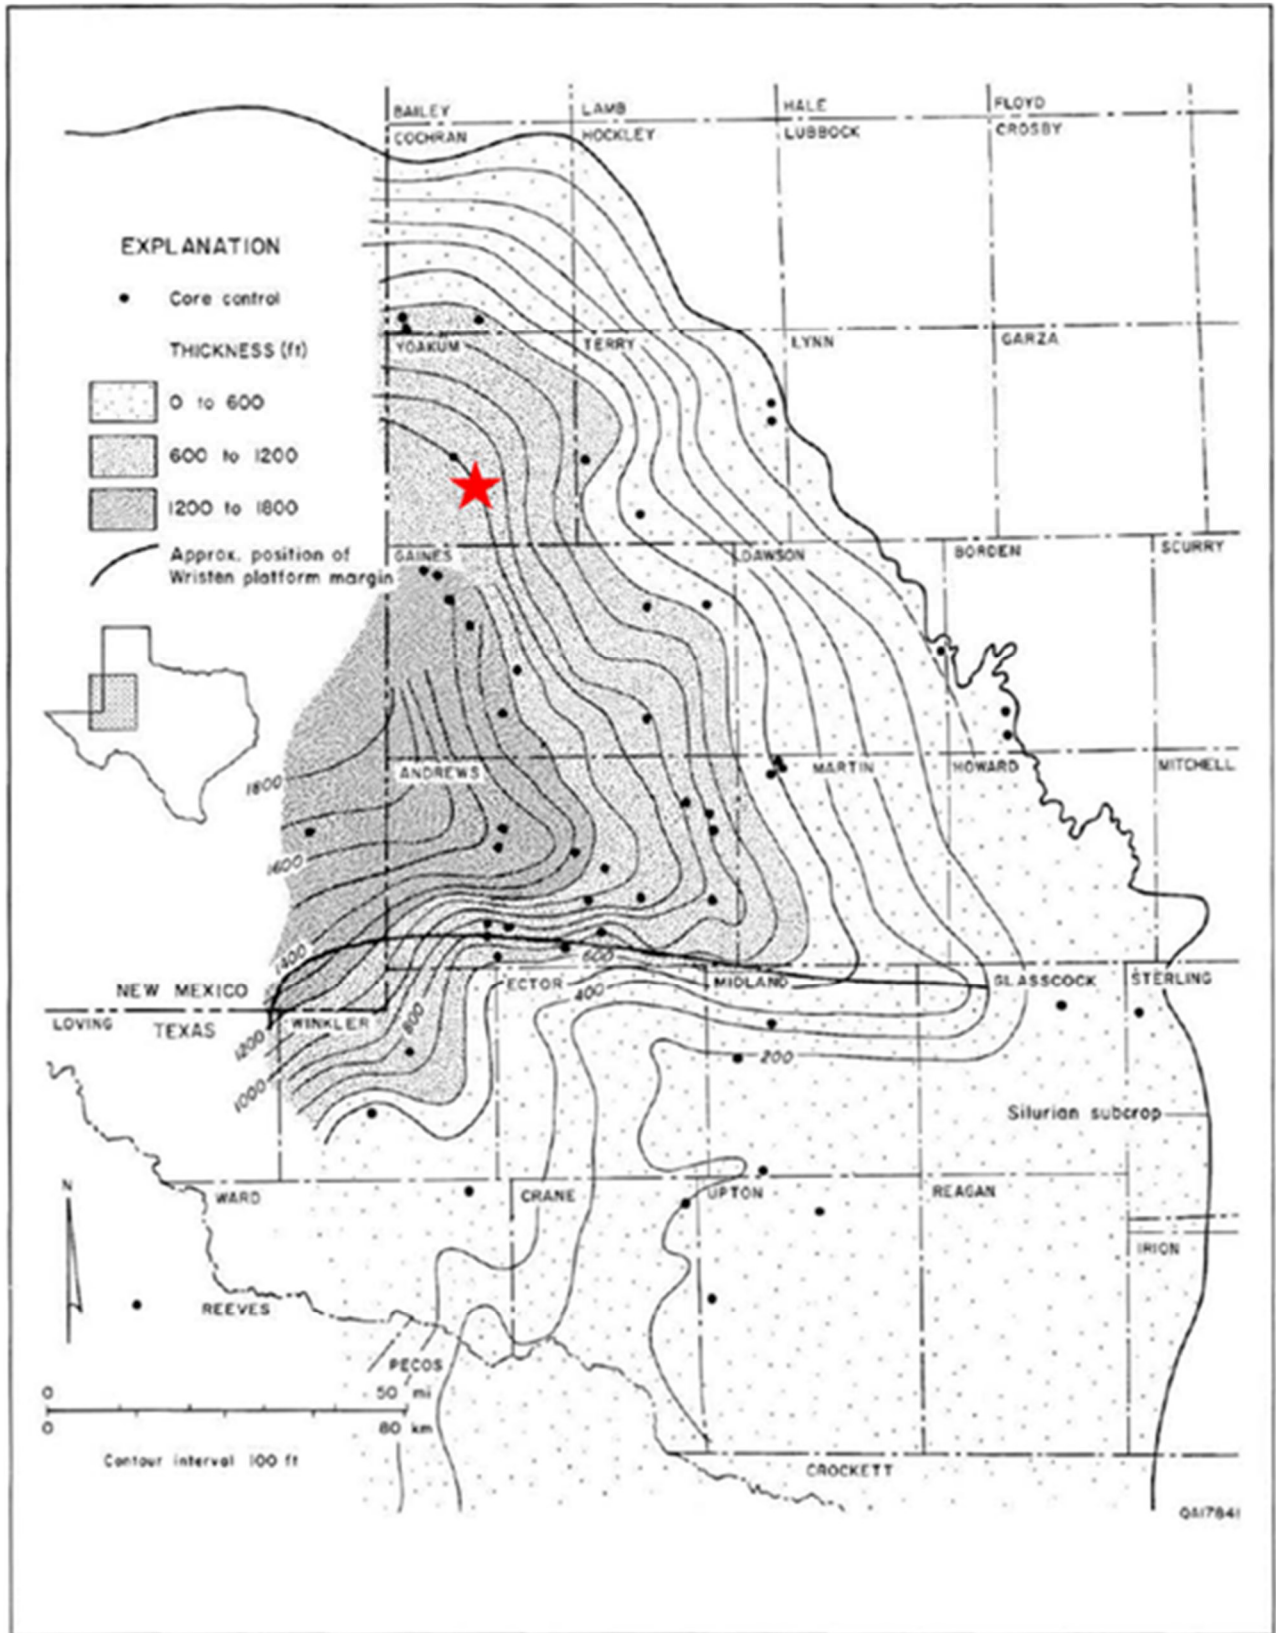 BAILEY
LAMB
HALE
FLOYD
COCHRAN
HOCKLEY
LUBBOCK
CROSBY
EXPLANATION
Core control
THICKNESS (ft)
0 to 600
600 to 1200
1200 to 1800
Approx. position of
Wristen platform margin
YOAKUM
TERRY
LYNN
GARZA
GAINES
DAWSON
BORDEN
SCURRY
1800
ANDREWS
MARTIN
HOWARD
MITCHELL
1600
1400
600
NEW MEXICO
ECTOR
400
MIDLAND
GLASSCOCK
STERLING
LOVING
TEXAS
WINKLER
800
1200
200
1000
Silurian subcrop
N
WARD
CRANE
UPTON
REAGAN
IRION
REEVES
PECOS
0 50 mi
0 80 km
Contour interval 100 ft
CROCKETT
QA17841